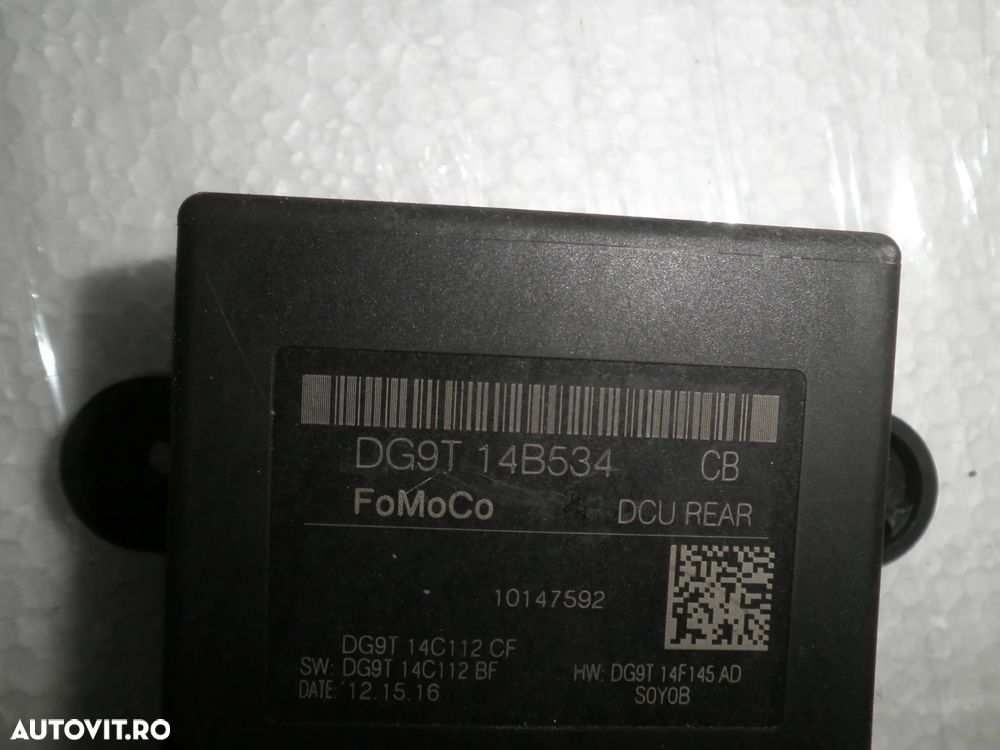 DG9T 14B534 CB
FoMoCo DCU REAR
10147592
DG9T 14C112 CF
SW: DG9T 14C112 BF
HW: DG9T 14F145 AD
DATE: 12.15.16
S0Y0B
AUTOVIT.RO